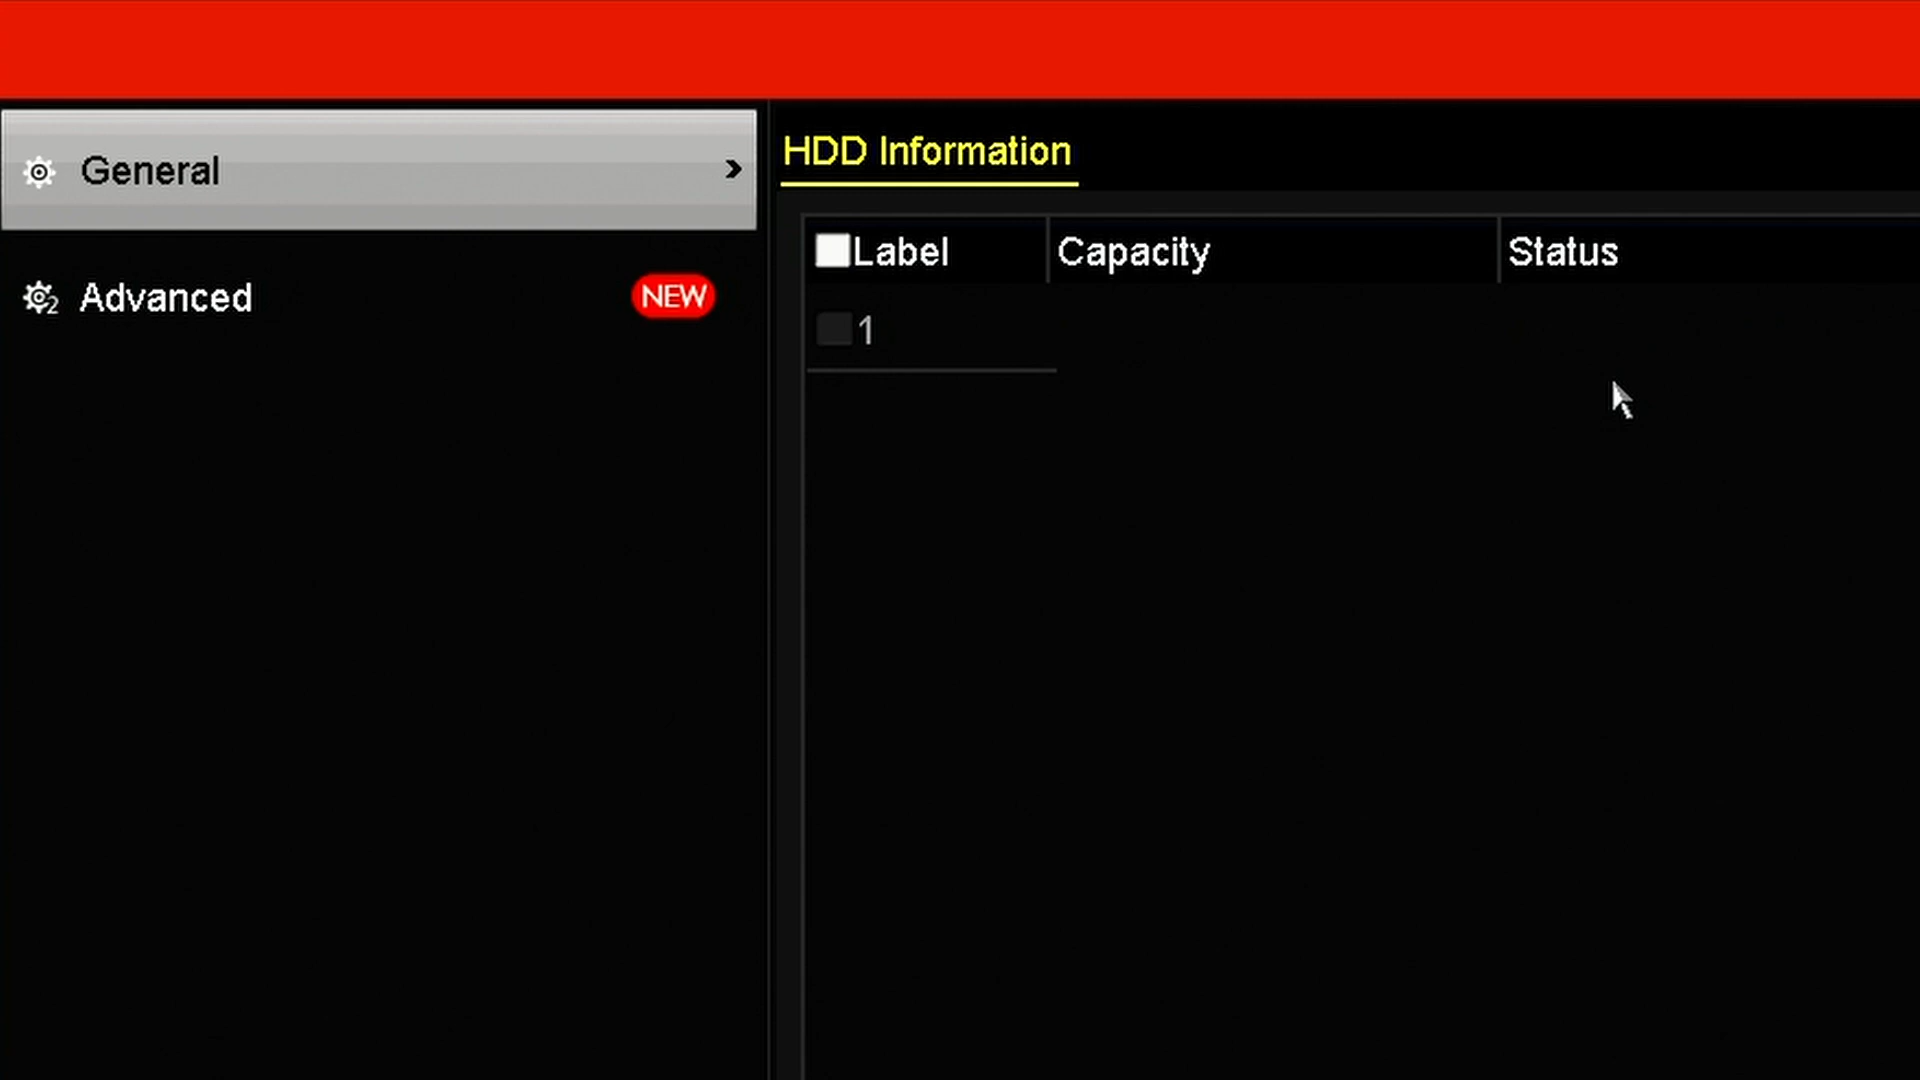 General
Advanced NEW
HDD Information
Label Capacity Status
1